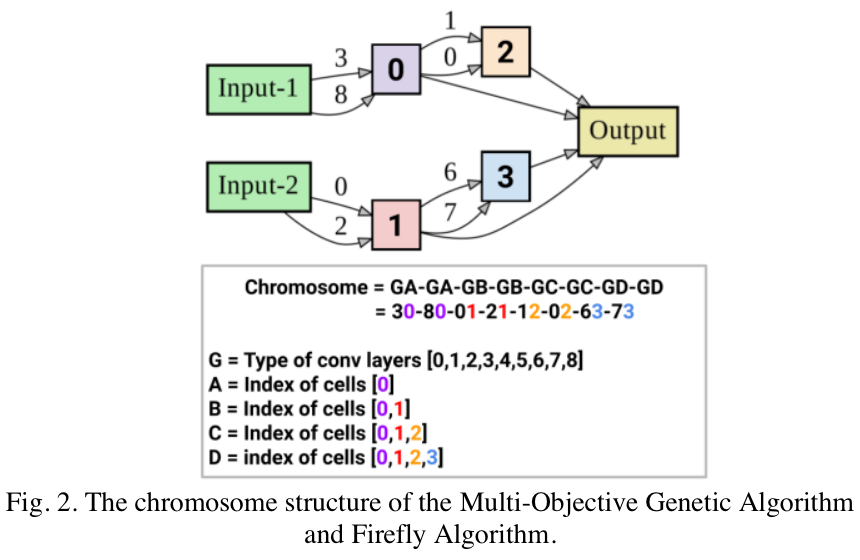 1
3
0
2
Input-1
0
8
Output
Input-2
0
6
3
2
1
7
Chromosome = GA-GA-GB-GB-GC-GC-GD-GD
= 30-80-01-21-12-02-63-73
G = Type of conv layers [0,1,2,3,4,5,6,7,8]
A = Index of cells [0]
B = Index of cells [0,1]
C = Index of cells [0,1,2]
D = index of cells [0,1,2,3]
Fig. 2. The chromosome structure of the Multi-Objective Genetic Algorithm
and Firefly Algorithm.